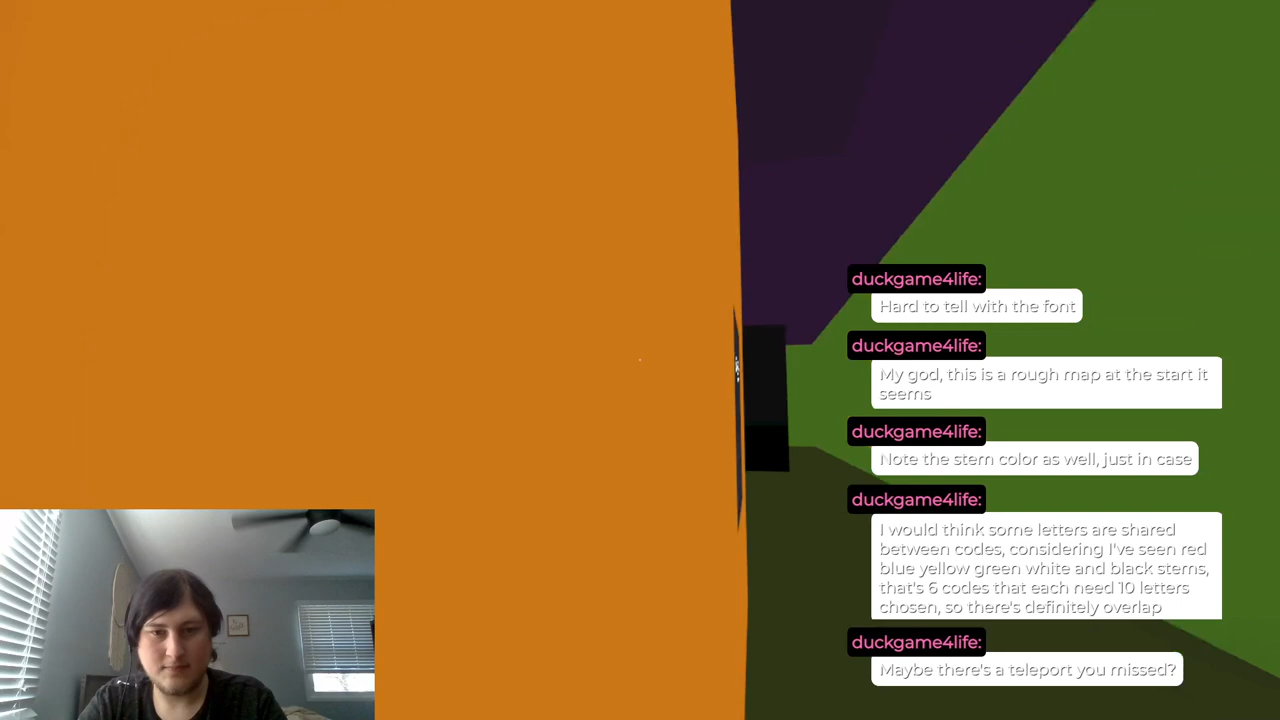 duckgame4life:
Hard to tell with the font
duckgame4life:
My god, this is a rough map at the start it
seems
duckgame4life:
Note the stem color as well, just in case
duckgame4life:
I would think some letters are shared
between codes, considering I've seen red
blue yellow green white and black stems,
that's 6 codes that each need 10 letters
chosen, so there's definitely overlap
duckgame4life:
Maybe there's a teleport you missed?